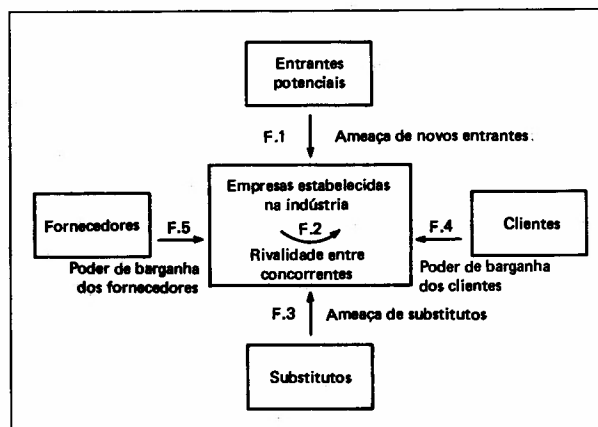 Entrantes
potenciais
F.1
Ameaça de novos entrantes.
Empresas estabelecidas
na indústria
F.2
Rivalidade entre
concorrentes
Fornecedores
F.5
Poder de barganha
dos fornecedores
F.4
Clientes
Poder de barganha
dos clientes
F.3
Ameaça de substitutos
Substitutos